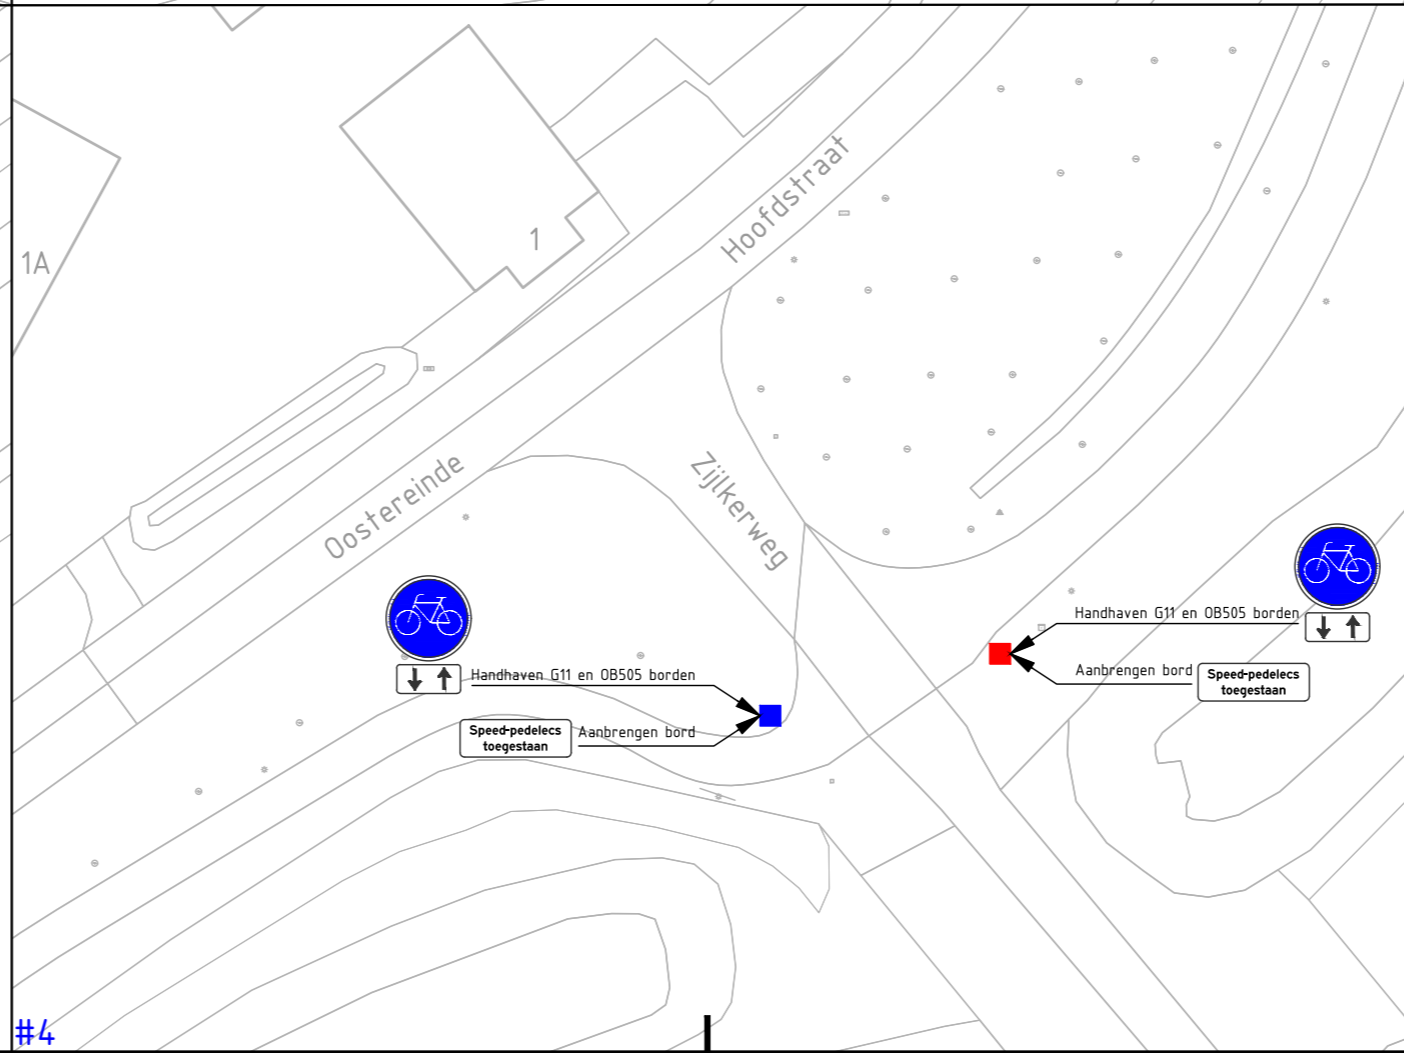 Hoofdstraat
1
1A
Oostereinde
Zijlkerweg
Handhaven G11 en OB505 borden
Speed-pedelecs
toegestaan
Aanbrengen bord
Handhaven G11 en OB505 borden
Aanbrengen bord
Speed-pedelecs
toegestaan
#4